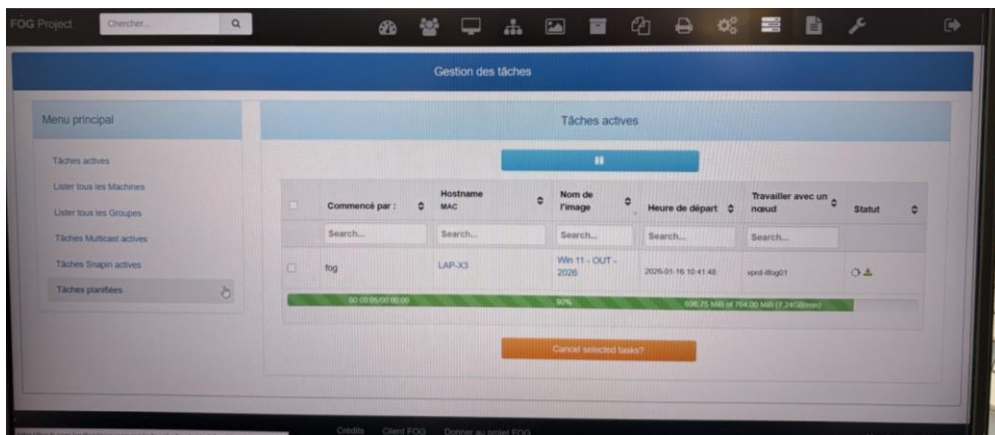 FOG Project
Chercher...
Gestion des tâches
Menu principal
Tâches actives
Lister tous les Machines
Lister tous les Groupes
Tâches Multicast actives
Tâches Snapin actives
Tâches planifiées
Tâches actives
Commencé par :
Hostname
MAC
Nom de
l'image
Heure de départ
Travailler avec un
nœud
Statut
Search...
Search...
Search...
Search...
Search...
fog
LAP-X3
Win 11 - OUT -
2026
2026-01-16 10:41:48
vprd-dfog01
90%
Cancel selected tasks?
Crédits
Client FOG
Donner au projet FOG